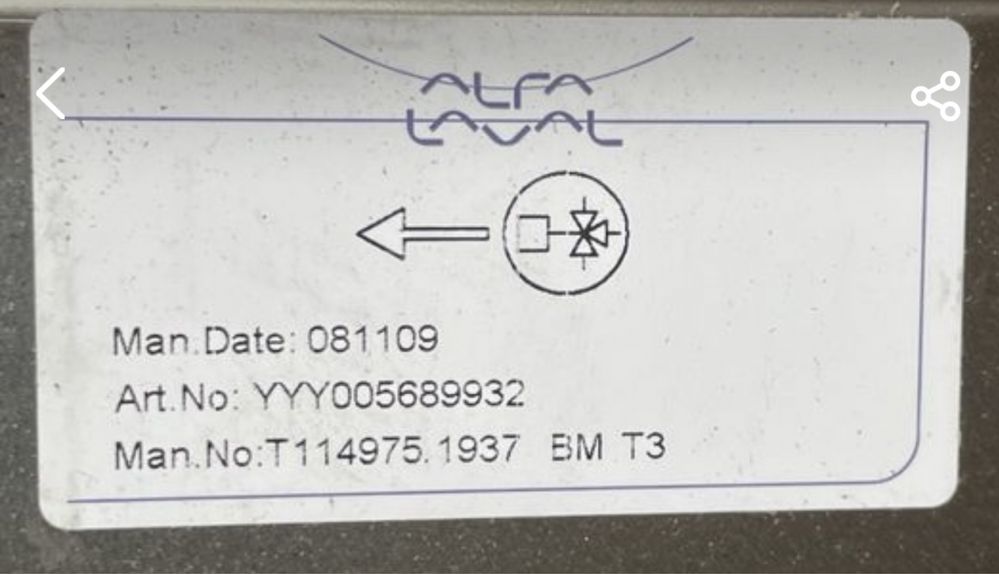 ALFA
LAVAL
Man.Date: 081109
Art.No: YYY005689932
Man.No:T114975.1937 BM T3